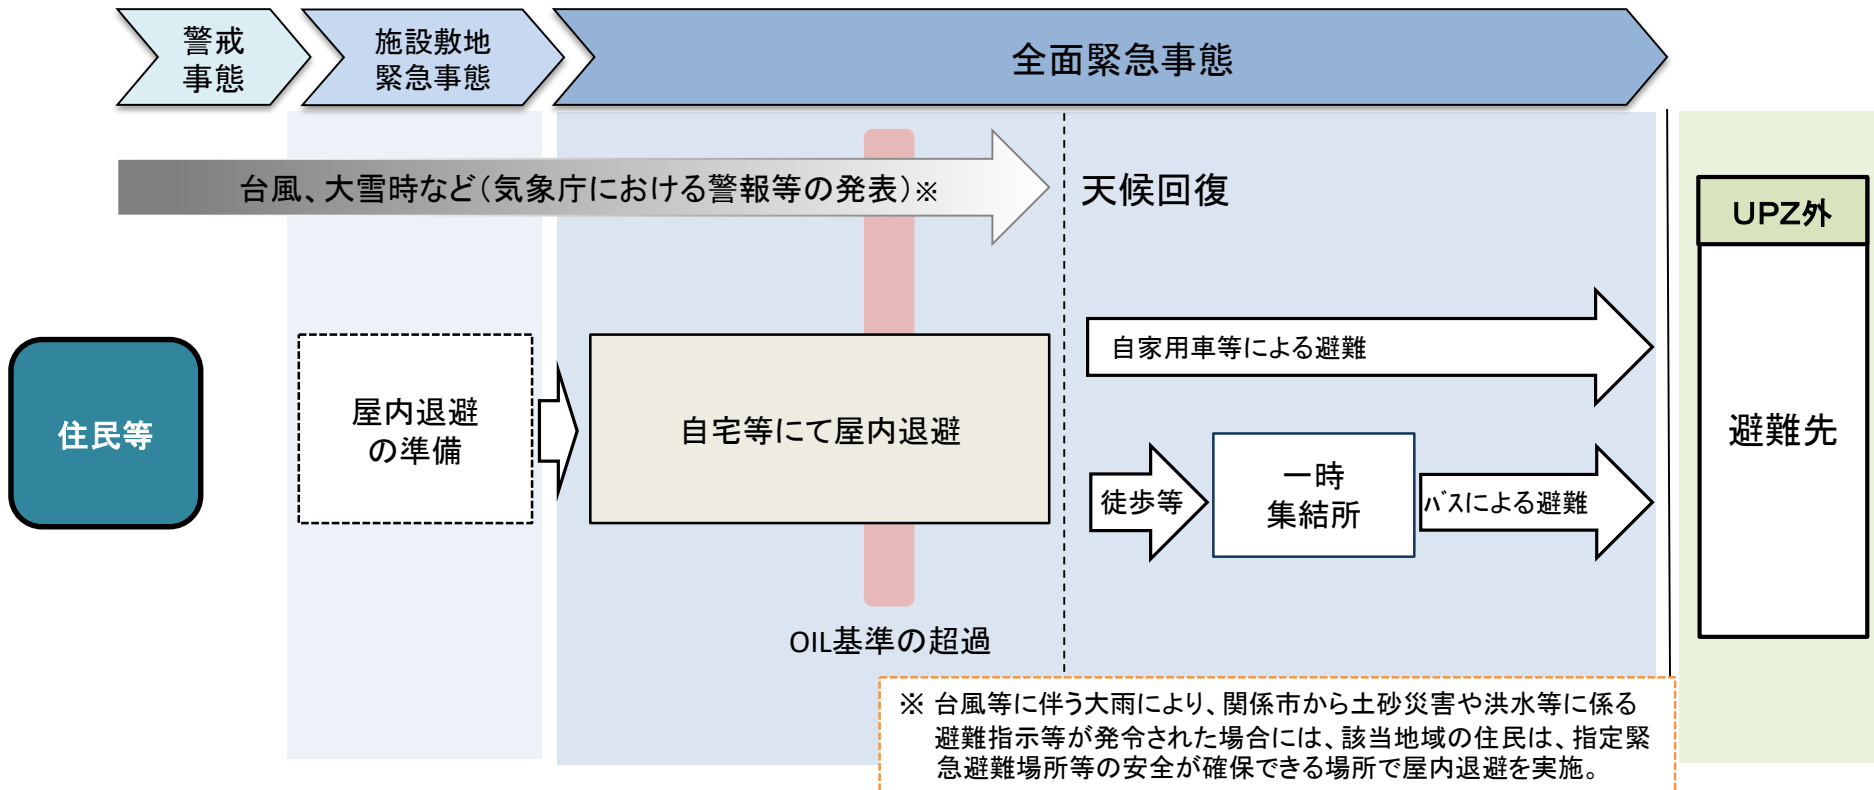 警戒
事態
施設敷地
緊急事態
全面緊急事態
台風、大雪時など（気象庁における警報等の発表）※
天候回復
UPZ外
住民等
屋内退避
の準備
自宅等にて屋内退避
自家用車等による避難
徒歩等
一時
集結所
バスによる避難
避難先
OIL基準の超過
※ 台風等に伴う大雨により、関係市から土砂災害や洪水等に係る
避難指示等が発令された場合には、該当地域の住民は、指定緊
急避難場所等の安全が確保できる場所で屋内退避を実施。